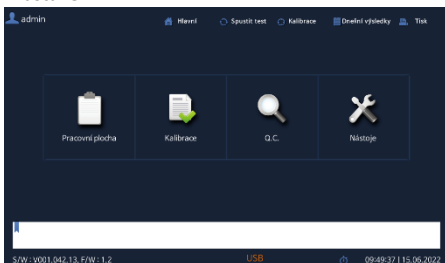 admin
Hlavní Spustit test Kalibrace Dnešní výsledky Tisk
Pracovní plocha Kalibrace Q.C. Nástoje
S/W : V001.042.13, F/W : 1.2 USB 09:49:37 | 15.06.2022